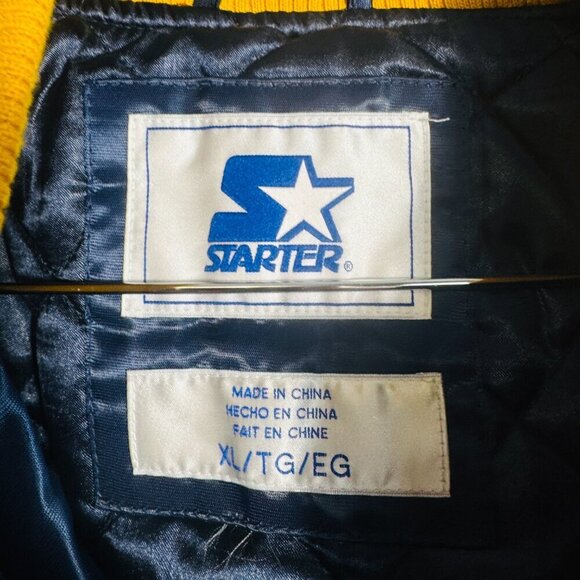 STARTER®
MADE IN CHINA
HECHO EN CHINA
FAIT EN CHINE
XL/TG/EG